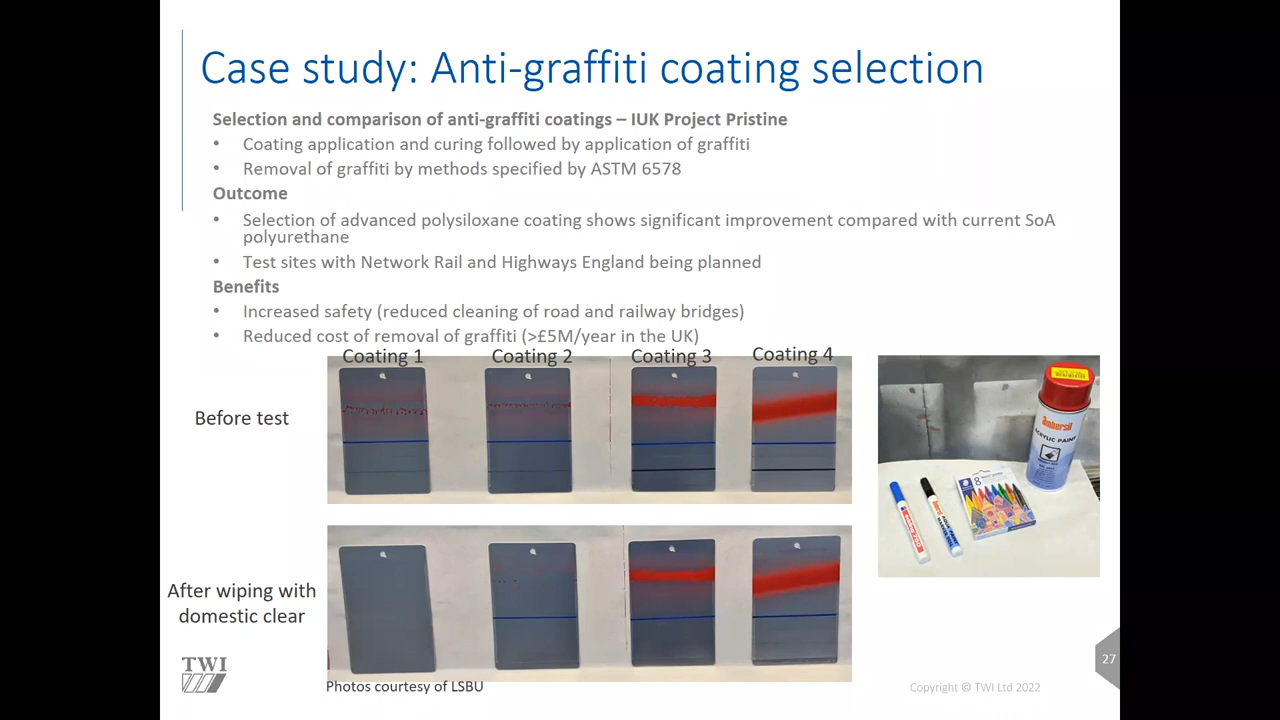 Case study: Anti-graffiti coating selection
Selection and comparison of anti-graffiti coatings – IUK Project Pristine
• Coating application and curing followed by application of graffiti
• Removal of graffiti by methods specified by ASTM 6578
Outcome
• Selection of advanced polysiloxane coating shows significant improvement compared with current SoA
polyurethane
• Test sites with Network Rail and Highways England being planned
Benefits
• Increased safety (reduced cleaning of road and railway bridges)
• Reduced cost of removal of graffiti (>£5M/year in the UK)
Coating 1 Coating 2 Coating 3 Coating 4
Before test
ambersil
ACRYLIC PAINT
8
After wiping with
domestic clear
TWI
Photos courtesy of LSBU
Copyright © TWI Ltd 2022
27